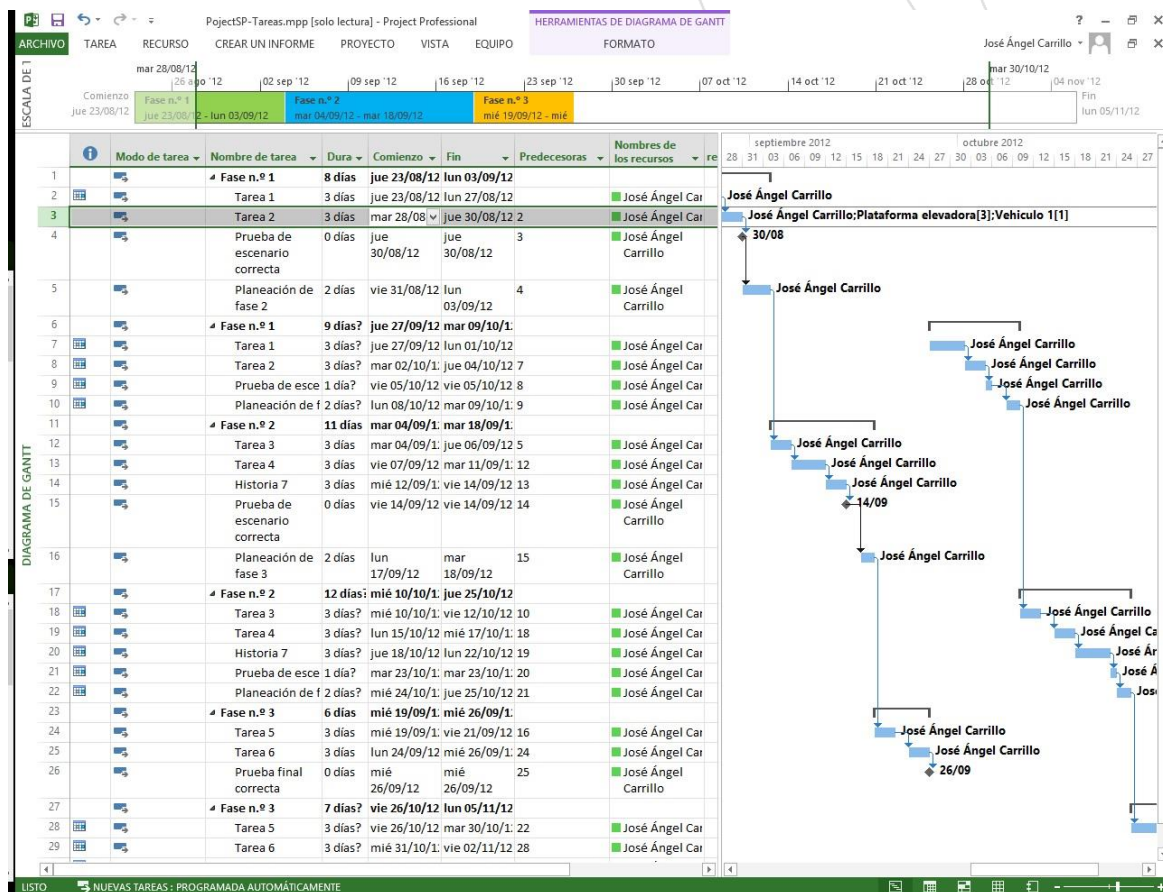 PojectSP-Tareas.mpp [solo lectura] - Project Professional
HERRAMIENTAS DE DIAGRAMA DE GANTT
ARCHIVO TAREA RECURSO CREAR UN INFORME PROYECTO VISTA EQUIPO FORMATO José Ángel Carrillo
ESCALA DE T
mar 28/08/12 mar 30/10/12
26 ago '12 02 sep '12 09 sep '12 16 sep '12 23 sep '12 30 sep '12 07 oct '12 14 oct '12 21 oct '12 28 oct '12 04 nov '12
Comienzo
jue 23/08/12
Fase n.º 1
jue 23/08/12 - lun 03/09/12
Fase n.º 2
mar 04/09/12 - mar 18/09/12
Fase n.º 3
mié 19/09/12 - mié
Fin
lun 05/11/12
DIAGRAMA DE GANTT
Modo de tarea Nombre de tarea Dura Comienzo Fin Predecesoras Nombres de los recursos re
septiembre 2012 octubre 2012
28 31 03 06 09 12 15 18 21 24 27 30 03 06 09 12 15 18 21 24 27
1 Fase n.º 1 8 días jue 23/08/12 lun 03/09/12
2 Tarea 1 3 días jue 23/08/12 lun 27/08/12 José Ángel Car José Ángel Carrillo
3 Tarea 2 3 días mar 28/08 jue 30/08/12 2 José Ángel Car José Ángel Carrillo;Plataforma elevadora[3];Vehiculo 1[1]
4 Prueba de escenario correcta 0 días jue 30/08/12 jue 30/08/12 3 José Ángel Carrillo 30/08
5 Planeación de fase 2 2 días vie 31/08/12 lun 03/09/12 4 José Ángel Carrillo José Ángel Carrillo
6 Fase n.º 1 9 días? jue 27/09/12 mar 09/10/1
7 Tarea 1 3 días? jue 27/09/12 lun 01/10/12 José Ángel Car José Ángel Carrillo
8 Tarea 2 3 días? mar 02/10/1 jue 04/10/12 7 José Ángel Car José Ángel Carrillo
9 Prueba de esce 1 día? vie 05/10/12 vie 05/10/12 8 José Ángel Car José Ángel Carrillo
10 Planeación de f 2 días? lun 08/10/12 mar 09/10/1 9 José Ángel Car José Ángel Carrillo
11 Fase n.º 2 11 días mar 04/09/1 mar 18/09/1
12 Tarea 3 3 días mar 04/09/1 jue 06/09/12 5 José Ángel Car José Ángel Carrillo
13 Tarea 4 3 días vie 07/09/12 mar 11/09/1 12 José Ángel Car José Ángel Carrillo
14 Historia 7 3 días mié 12/09/1 vie 14/09/12 13 José Ángel Car José Ángel Carrillo
15 Prueba de escenario correcta 0 días vie 14/09/12 vie 14/09/12 14 José Ángel Carrillo 14/09
16 Planeación de fase 3 2 días lun 17/09/12 mar 18/09/12 15 José Ángel Carrillo José Ángel Carrillo
17 Fase n.º 2 12 días mié 10/10/1 jue 25/10/12
18 Tarea 3 3 días? mié 10/10/1 vie 12/10/12 10 José Ángel Car José Ángel Carrillo
19 Tarea 4 3 días? lun 15/10/12 mié 17/10/1 18 José Ángel Car José Ángel Ca
20 Historia 7 3 días? jue 18/10/12 lun 22/10/12 19 José Ángel Car José Án
21 Prueba de esce 1 día? mar 23/10/1 mar 23/10/1 20 José Ángel Car José Á
22 Planeación de f 2 días? mié 24/10/1 jue 25/10/12 21 José Ángel Car José
23 Fase n.º 3 6 días mié 19/09/1 mié 26/09/1
24 Tarea 5 3 días mié 19/09/1 vie 21/09/12 16 José Ángel Car José Ángel Carrillo
25 Tarea 6 3 días lun 24/09/12 mié 26/09/1 24 José Ángel Car José Ángel Carrillo
26 Prueba final correcta 0 días mié 26/09/12 mié 26/09/12 25 José Ángel Carrillo 26/09
27 Fase n.º 3 7 días? vie 26/10/12 lun 05/11/12
28 Tarea 5 3 días? vie 26/10/12 mar 30/10/1 22 José Ángel Car
29 Tarea 6 3 días? mié 31/10/1 vie 02/11/12 28 José Ángel Car
LISTO NUEVAS TAREAS : PROGRAMADA AUTOMÁTICAMENTE